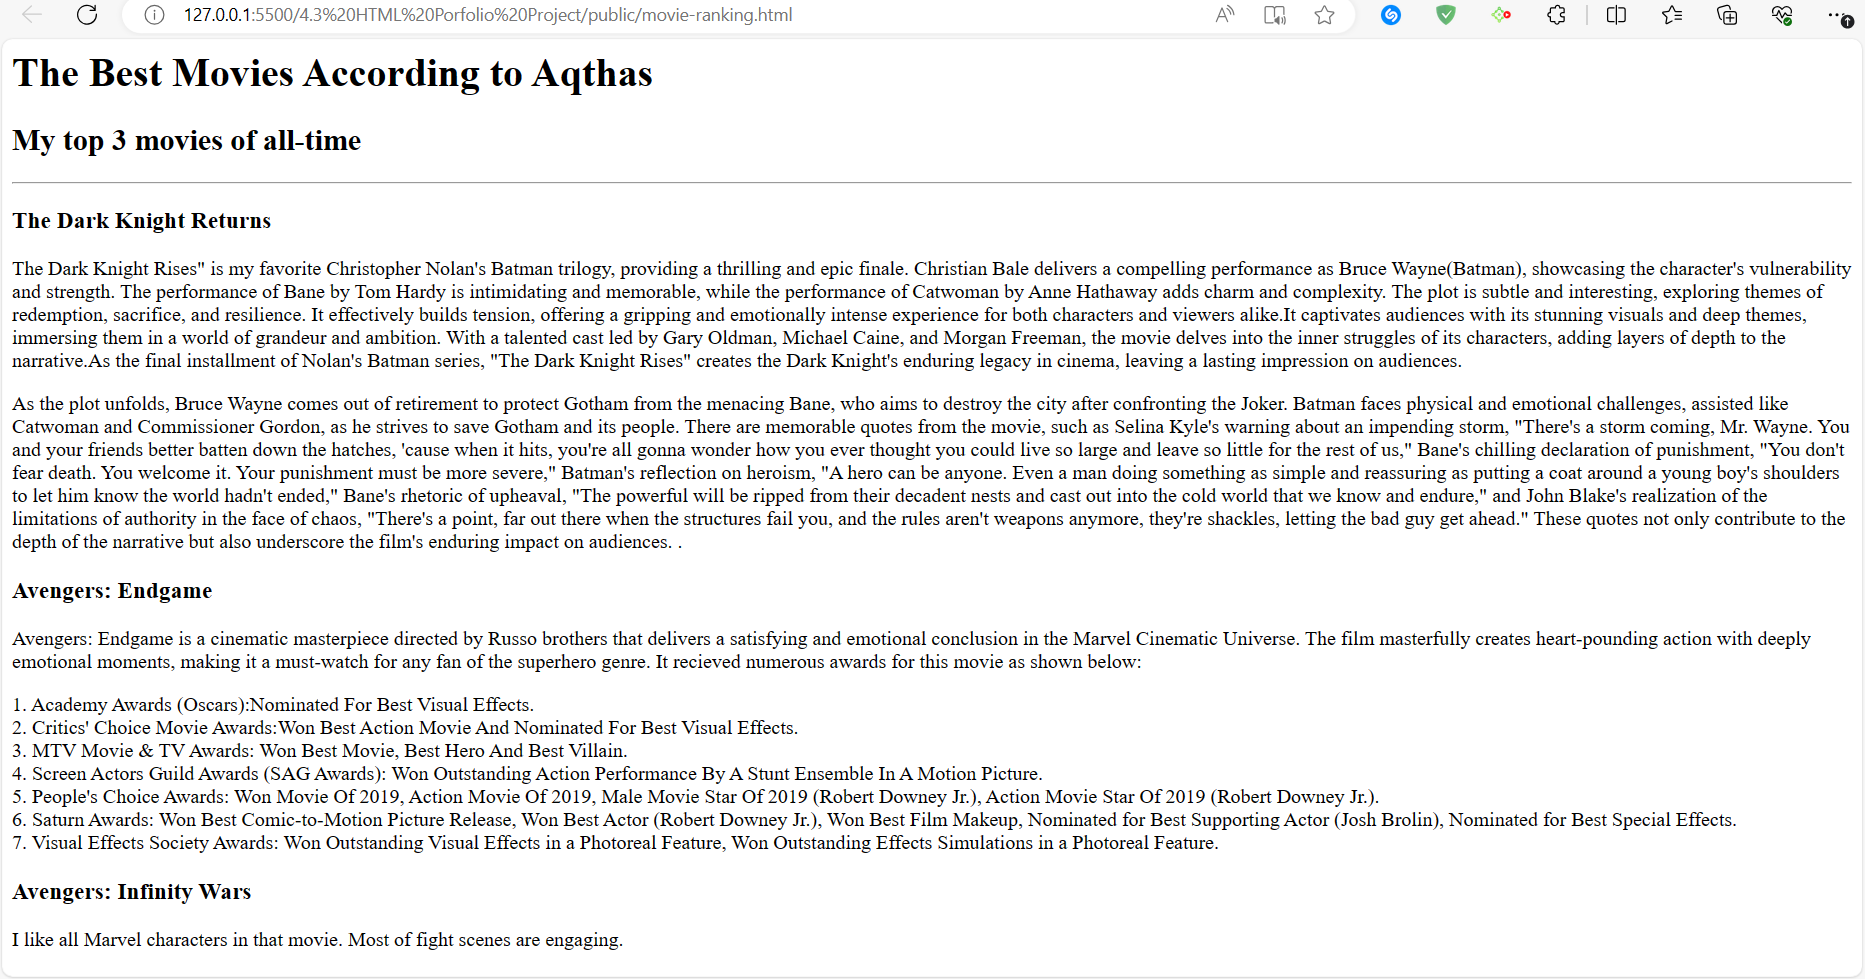 127.0.0.1:5500/4.3%20HTML%20Porfolio%20Project/public/movie-ranking.html
The Best Movies According to Aqthas
My top 3 movies of all-time
The Dark Knight Returns
The Dark Knight Rises" is my favorite Christopher Nolan's Batman trilogy, providing a thrilling and epic finale. Christian Bale delivers a compelling performance as Bruce Wayne(Batman), showcasing the character's vulnerability
and strength. The performance of Bane by Tom Hardy is intimidating and memorable, while the performance of Catwoman by Anne Hathaway adds charm and complexity. The plot is subtle and interesting, exploring themes of
redemption, sacrifice, and resilience. It effectively builds tension, offering a gripping and emotionally intense experience for both characters and viewers alike.It captivates audiences with its stunning visuals and deep themes,
immersing them in a world of grandeur and ambition. With a talented cast led by Gary Oldman, Michael Caine, and Morgan Freeman, the movie delves into the inner struggles of its characters, adding layers of depth to the
narrative.As the final installment of Nolan's Batman series, "The Dark Knight Rises" creates the Dark Knight's enduring legacy in cinema, leaving a lasting impression on audiences.
As the plot unfolds, Bruce Wayne comes out of retirement to protect Gotham from the menacing Bane, who aims to destroy the city after confronting the Joker. Batman faces physical and emotional challenges, assisted like
Catwoman and Commissioner Gordon, as he strives to save Gotham and its people. There are memorable quotes from the movie, such as Selina Kyle's warning about an impending storm, "There's a storm coming, Mr. Wayne. You
and your friends better batten down the hatches, 'cause when it hits, you're all gonna wonder how you ever thought you could live so large and leave so little for the rest of us," Bane's chilling declaration of punishment, "You don't
fear death. You welcome it. Your punishment must be more severe," Batman's reflection on heroism, "A hero can be anyone. Even a man doing something as simple and reassuring as putting a coat around a young boy's shoulders
to let him know the world hadn't ended," Bane's rhetoric of upheaval, "The powerful will be ripped from their decadent nests and cast out into the cold world that we know and endure," and John Blake's realization of the
limitations of authority in the face of chaos, "There's a point, far out there when the structures fail you, and the rules aren't weapons anymore, they're shackles, letting the bad guy get ahead." These quotes not only contribute to the
depth of the narrative but also underscore the film's enduring impact on audiences. .
Avengers: Endgame
Avengers: Endgame is a cinematic masterpiece directed by Russo brothers that delivers a satisfying and emotional conclusion in the Marvel Cinematic Universe. The film masterfully creates heart-pounding action with deeply
emotional moments, making it a must-watch for any fan of the superhero genre. It recieved numerous awards for this movie as shown below:
1. Academy Awards (Oscars):Nominated For Best Visual Effects.
2. Critics' Choice Movie Awards:Won Best Action Movie And Nominated For Best Visual Effects.
3. MTV Movie & TV Awards: Won Best Movie, Best Hero And Best Villain.
4. Screen Actors Guild Awards (SAG Awards): Won Outstanding Action Performance By A Stunt Ensemble In A Motion Picture.
5. People's Choice Awards: Won Movie Of 2019, Action Movie Of 2019, Male Movie Star Of 2019 (Robert Downey Jr.), Action Movie Star Of 2019 (Robert Downey Jr.).
6. Saturn Awards: Won Best Comic-to-Motion Picture Release, Won Best Actor (Robert Downey Jr.), Won Best Film Makeup, Nominated for Best Supporting Actor (Josh Brolin), Nominated for Best Special Effects.
7. Visual Effects Society Awards: Won Outstanding Visual Effects in a Photoreal Feature, Won Outstanding Effects Simulations in a Photoreal Feature.
Avengers: Infinity Wars
I like all Marvel characters in that movie. Most of fight scenes are engaging.